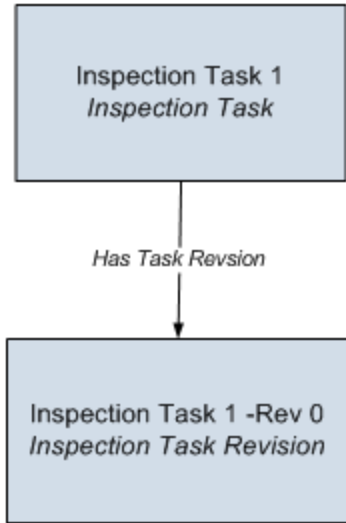 Inspection Task 1
Inspection Task
Has Task Revsion
Inspection Task 1 -Rev 0
Inspection Task Revision